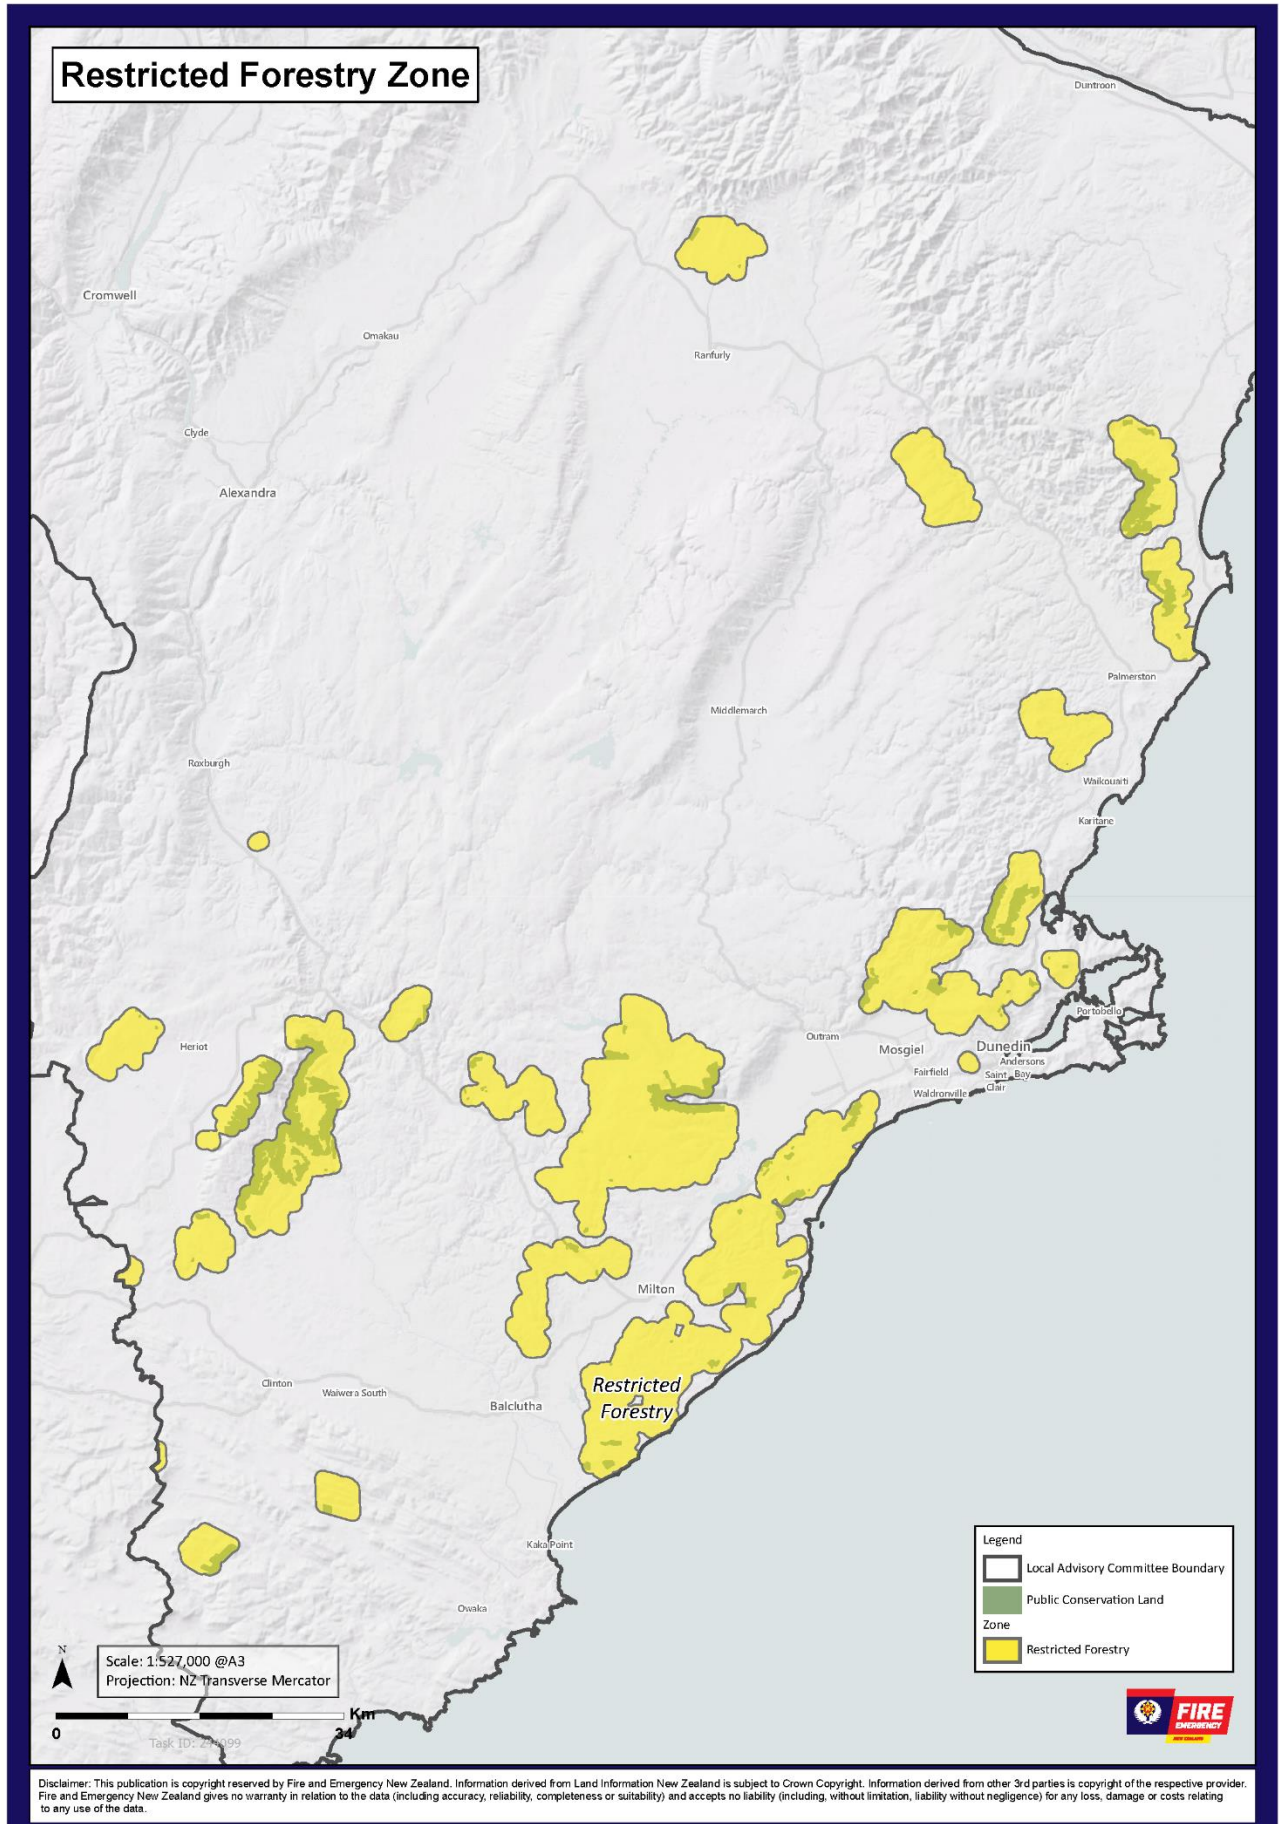 Restricted Forestry Zone
Duntroon
Cromwell
Omakau
Ranfurly
Clyde
Alexandra
Palmerston
Middlemarch
Roxburgh
Waikouaiti
Karitane
Portobello
Heriot
Outram
Mosgiel
Dunedin
Fairfield
Andersons
Bay
Saint
Clair
Waldronville
Milton
Restricted
Forestry
Clinton
Waiwera South
Balclutha
Kaka Point
Owaka
Legend
Local Advisory Committee Boundary
Public Conservation Land
Zone
Restricted Forestry
N
Scale: 1:527,000 @A3
Projection: NZ Transverse Mercator
Km
0
34
FIRE
EMERGENCY
NEW ZEALAND
Disclaimer: This publication is copyright reserved by Fire and Emergency New Zealand. Information derived from Land Information New Zealand is subject to Crown Copyright. Information derived from other 3rd parties is copyright of the respective provider.
Fire and Emergency New Zealand gives no warranty in relation to the data (including accuracy, reliability, completeness or suitability) and accepts no liability (including, without limitation, liability without negligence) for any loss, damage or costs relating
to any use of the data.
Task ID: